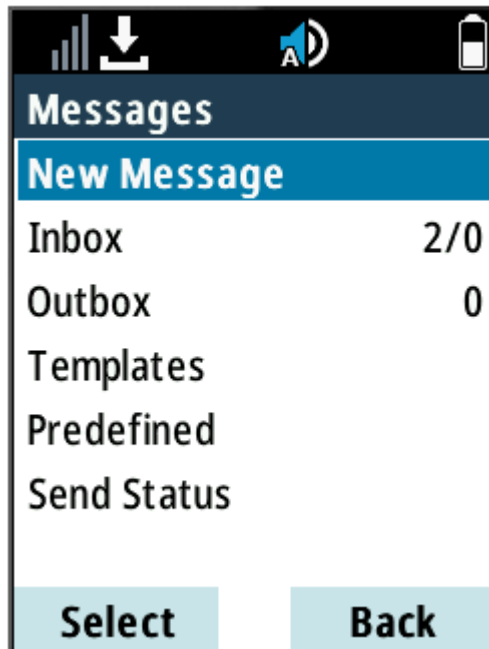 A
Messages
New Message
Inbox 2/0
Outbox 0
Templates
Predefined
Send Status
Select Back